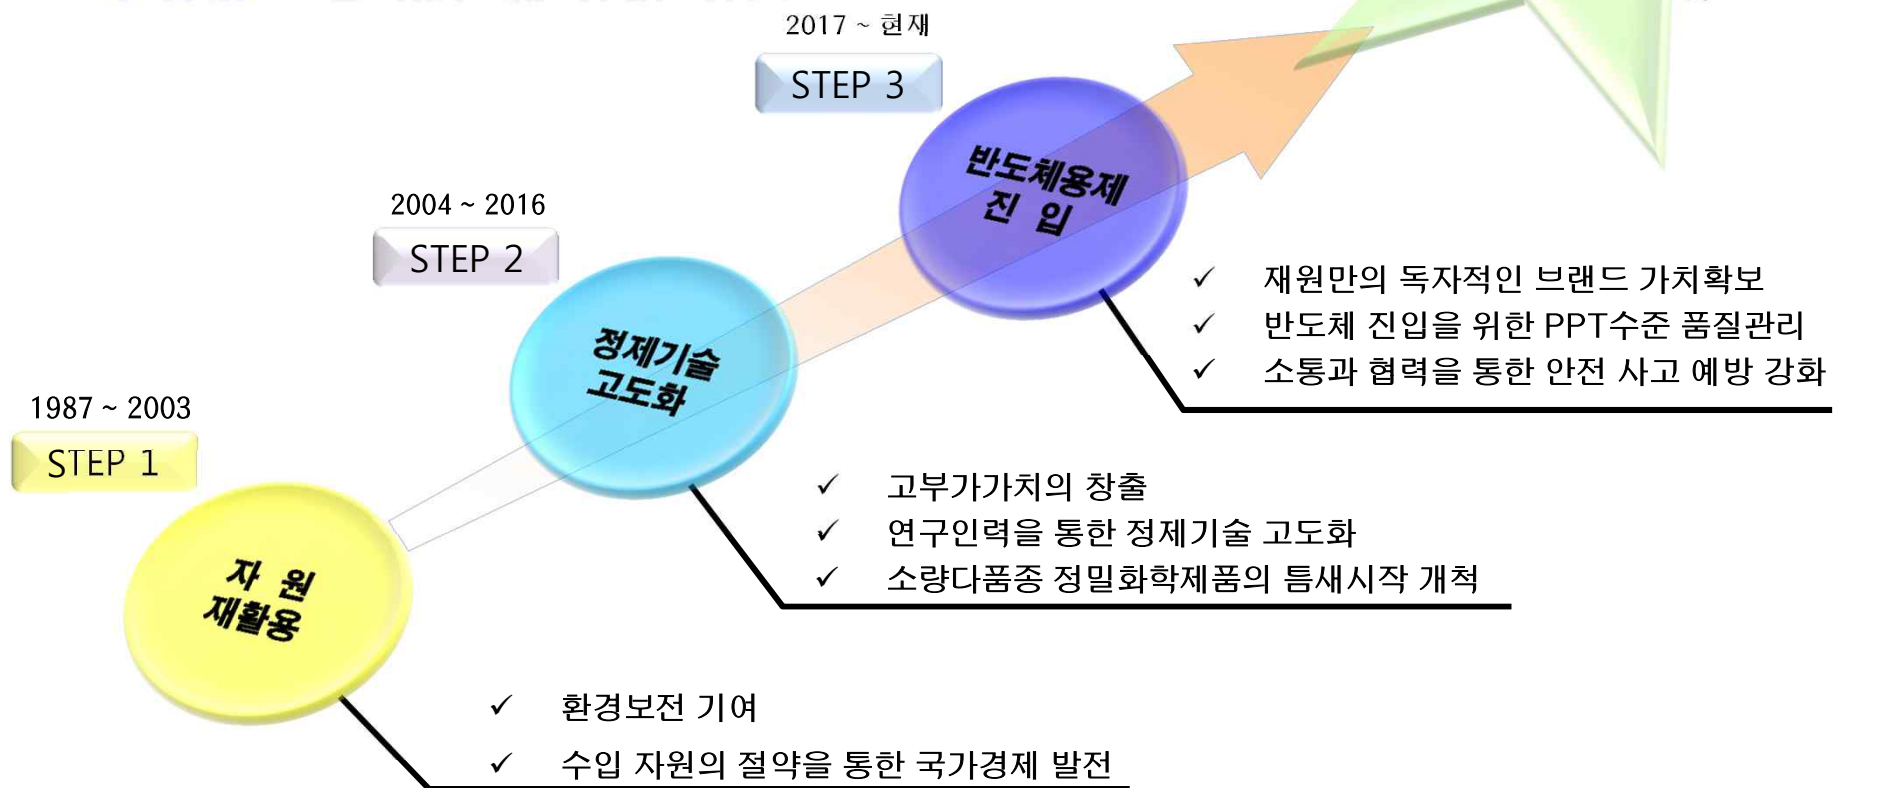 2017 ~ 현재
STEP 3
반도체용제
진 입
재원만의 독자적인 브랜드 가치확보
반도체 진입을 위한 PPT수준 품질관리
소통과 협력을 통한 안전 사고 예방 강화
2004 ~ 2016
STEP 2
정제기술
고도화
고부가가치의 창출
연구인력을 통한 정제기술 고도화
소량다품종 정밀화학제품의 틈새시작 개척
1987 ~ 2003
STEP 1
자 원
재활용
환경보전 기여
수입 자원의 절약을 통한 국가경제 발전